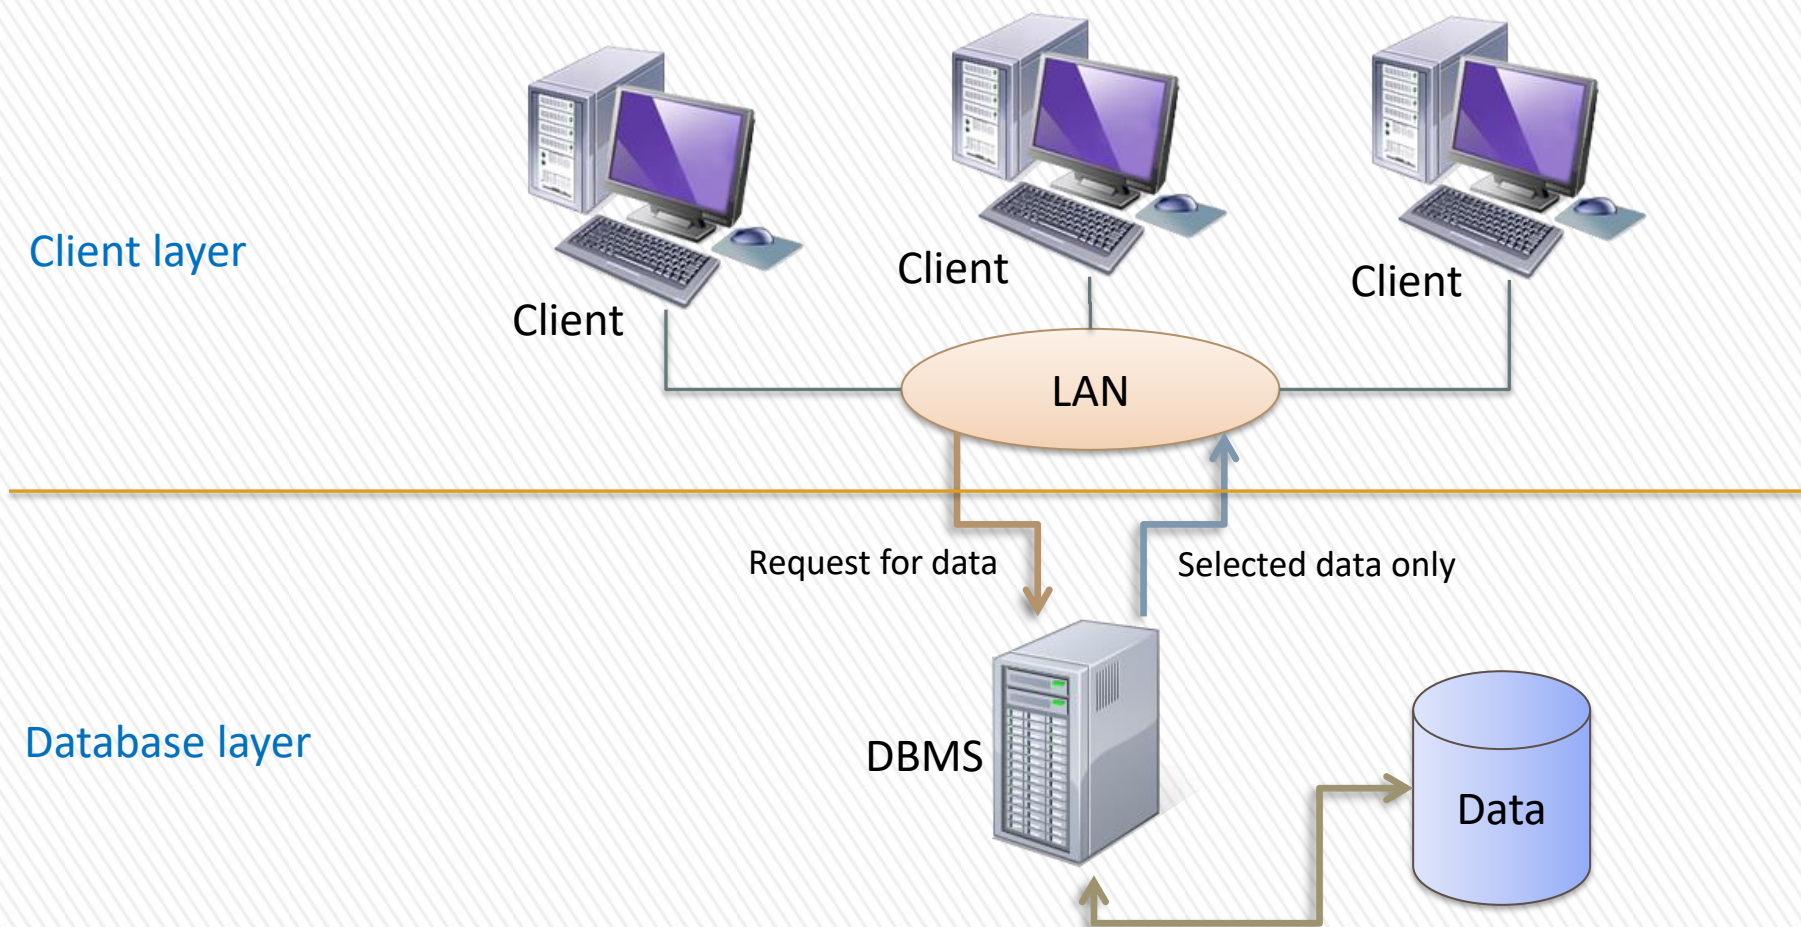 Client layer
Client
Client
Client
LAN
Request for data
Selected data only
Database layer
DBMS
Data